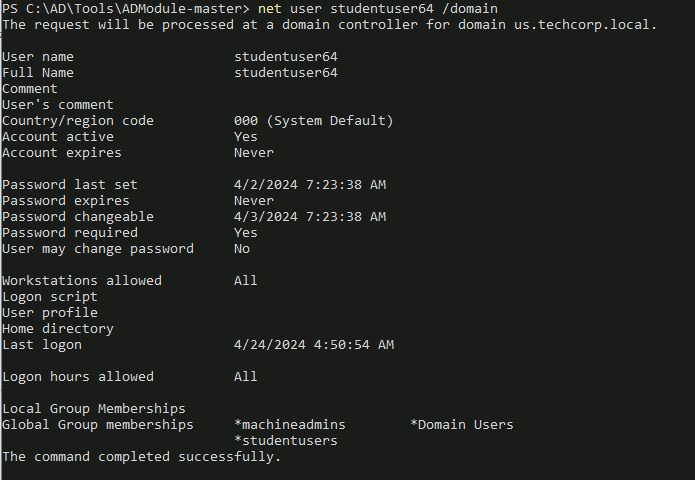 PS C:\AD\Tools\ADModule-master> net user studentuser64 /domain
The request will be processed at a domain controller for domain us.techcorp.local.
User name studentuser64
Full Name studentuser64
Comment
User's comment
Country/region code 000 (System Default)
Account active Yes
Account expires Never
Password last set 4/2/2024 7:23:38 AM
Password expires Never
Password changeable 4/3/2024 7:23:38 AM
Password required Yes
User may change password No
Workstations allowed All
Logon script
User profile
Home directory
Last logon 4/24/2024 4:50:54 AM
Logon hours allowed All
Local Group Memberships
Global Group memberships *machineadmins *Domain Users
*studentusers
The command completed successfully.